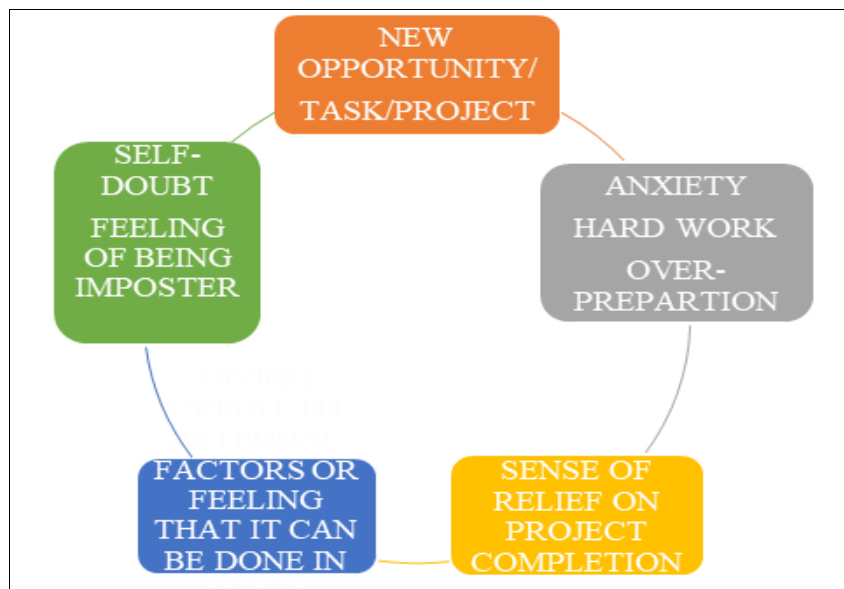 NEW
OPPORTUNITY/
TASK/PROJECT
ANXIETY
HARD WORK
OVER-
PREPARTION
SENSE OF
RELIEF ON
PROJECT
COMPLETION
FACTORS OR
FEELING
THAT IT CAN
BE DONE IN
SELF-
DOUBT
FEELING
OF BEING
IMPOSTER